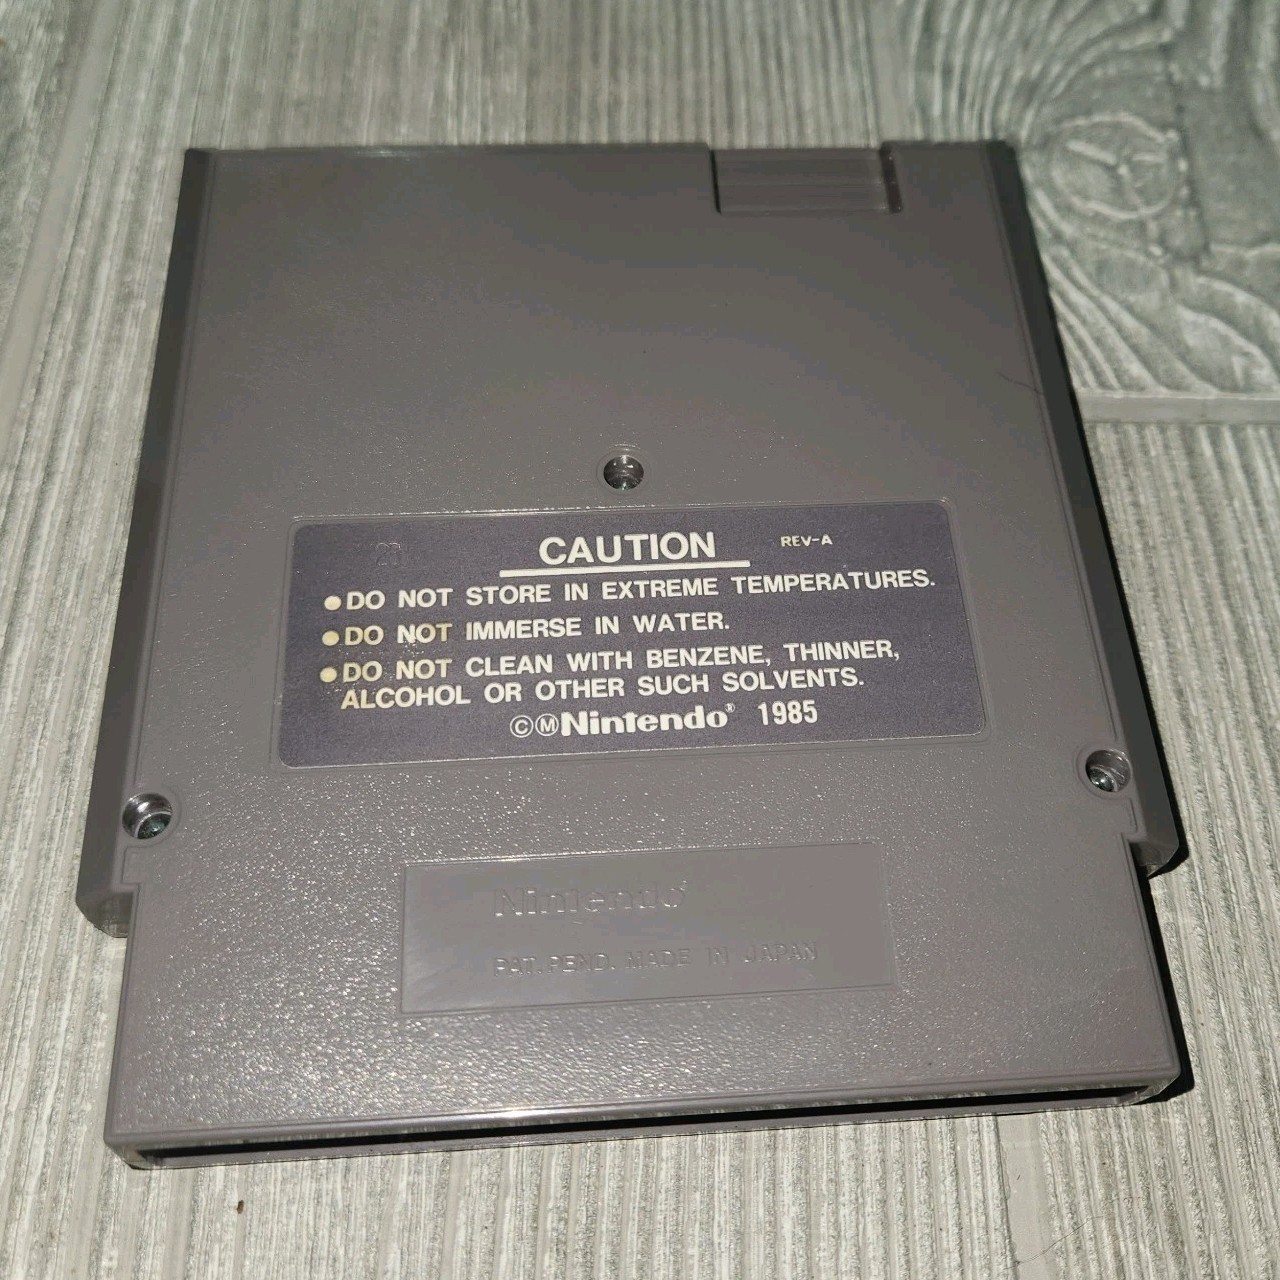 CAUTION REV-A
●DO NOT STORE IN EXTREME TEMPERATURES.
●DO NOT IMMERSE IN WATER.
●DO NOT CLEAN WITH BENZENE, THINNER,
ALCOHOL OR OTHER SUCH SOLVENTS.
©ⓂNintendo® 1985
Nintendo®
PAT.PEND. MADE IN JAPAN